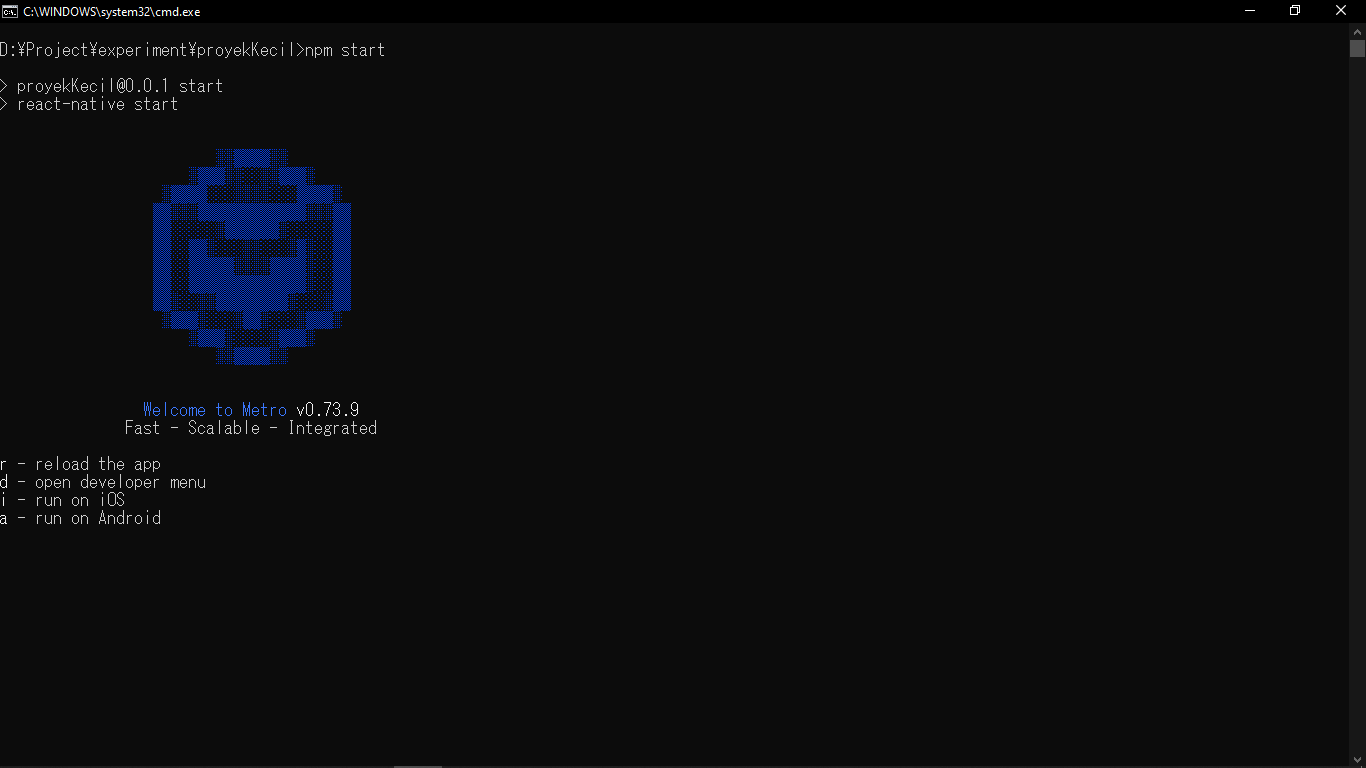 C:\WINDOWS\system32\cmd.exe
D:¥Project¥experiment¥proyekKecil>npm start
> proyekKecil@0.0.1 start
> react-native start
Welcome to Metro v0.73.9
Fast - Scalable - Integrated
r - reload the app
d - open developer menu
i - run on iOS
a - run on Android